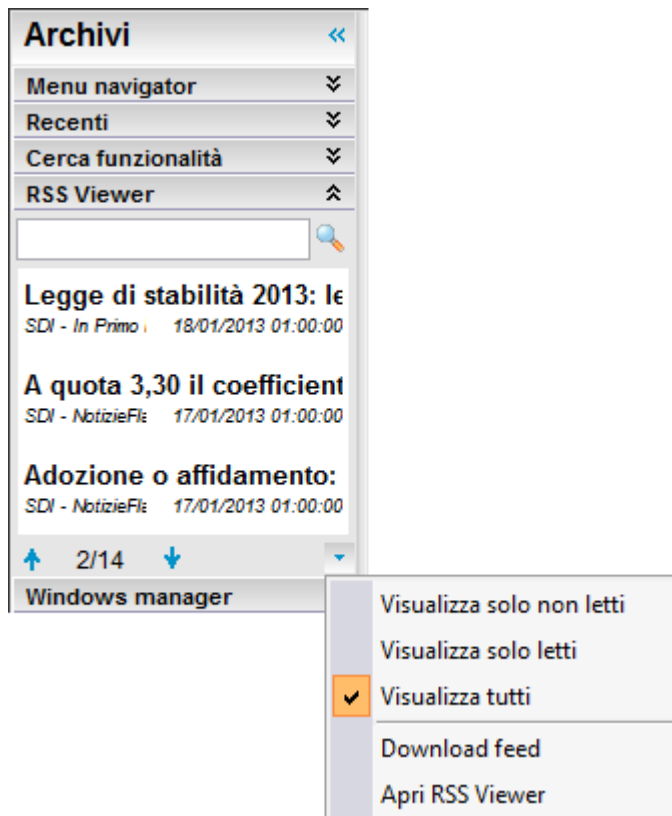 Archivi
Menu navigator
Recenti
Cerca funzionalità
RSS Viewer
Legge di stabilità 2013: le
SDI - In Primo 18/01/2013 01:00:00
A quota 3,30 il coefficient
SDI - NotizieFla 17/01/2013 01:00:00
Adozione o affidamento:
SDI - NotizieFla 17/01/2013 01:00:00
2/14
Windows manager
Visualizza solo non letti
Visualizza solo letti
Visualizza tutti
Download feed
Apri RSS Viewer